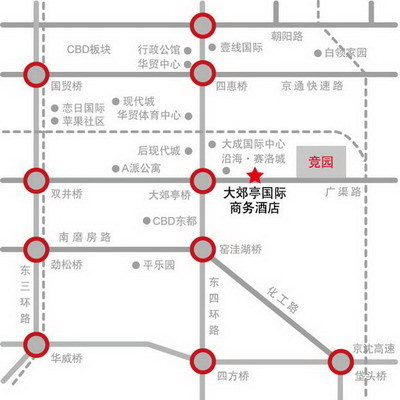 朝阳路
CBD板块
行政公馆
华贸中心
壹线国际
白领家园
国贸桥
四惠桥
京通快速路
恋日国际
苹果社区
现代城
华贸体育中心
后现代城
大成国际中心
沿海·赛洛城
竞园
A派公寓
双井桥
大郊亭桥
大郊亭国际
商务酒店
广渠路
CBD东都
南磨房路
窑洼湖桥
劲松桥
平乐园
东三环路
东四环路
化工路
华威桥
四方桥
京沈高速
垡头桥